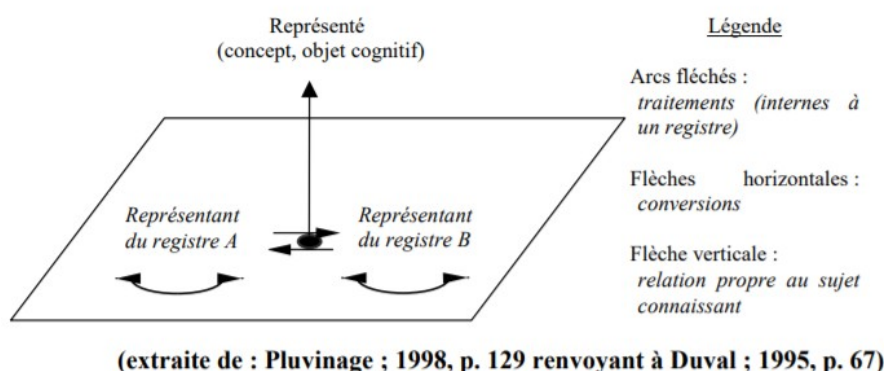 Représenté
(concept, objet cognitif)
Représentant
du registre A
Représentant
du registre B
Légende
Arcs fléchés :
traitements (internes à
un registre)
Flèches horizontales :
conversions
Flèche verticale :
relation propre au sujet
connaissant
(extraite de : Pluvinage ; 1998, p. 129 renvoyant à Duval ; 1995, p. 67)